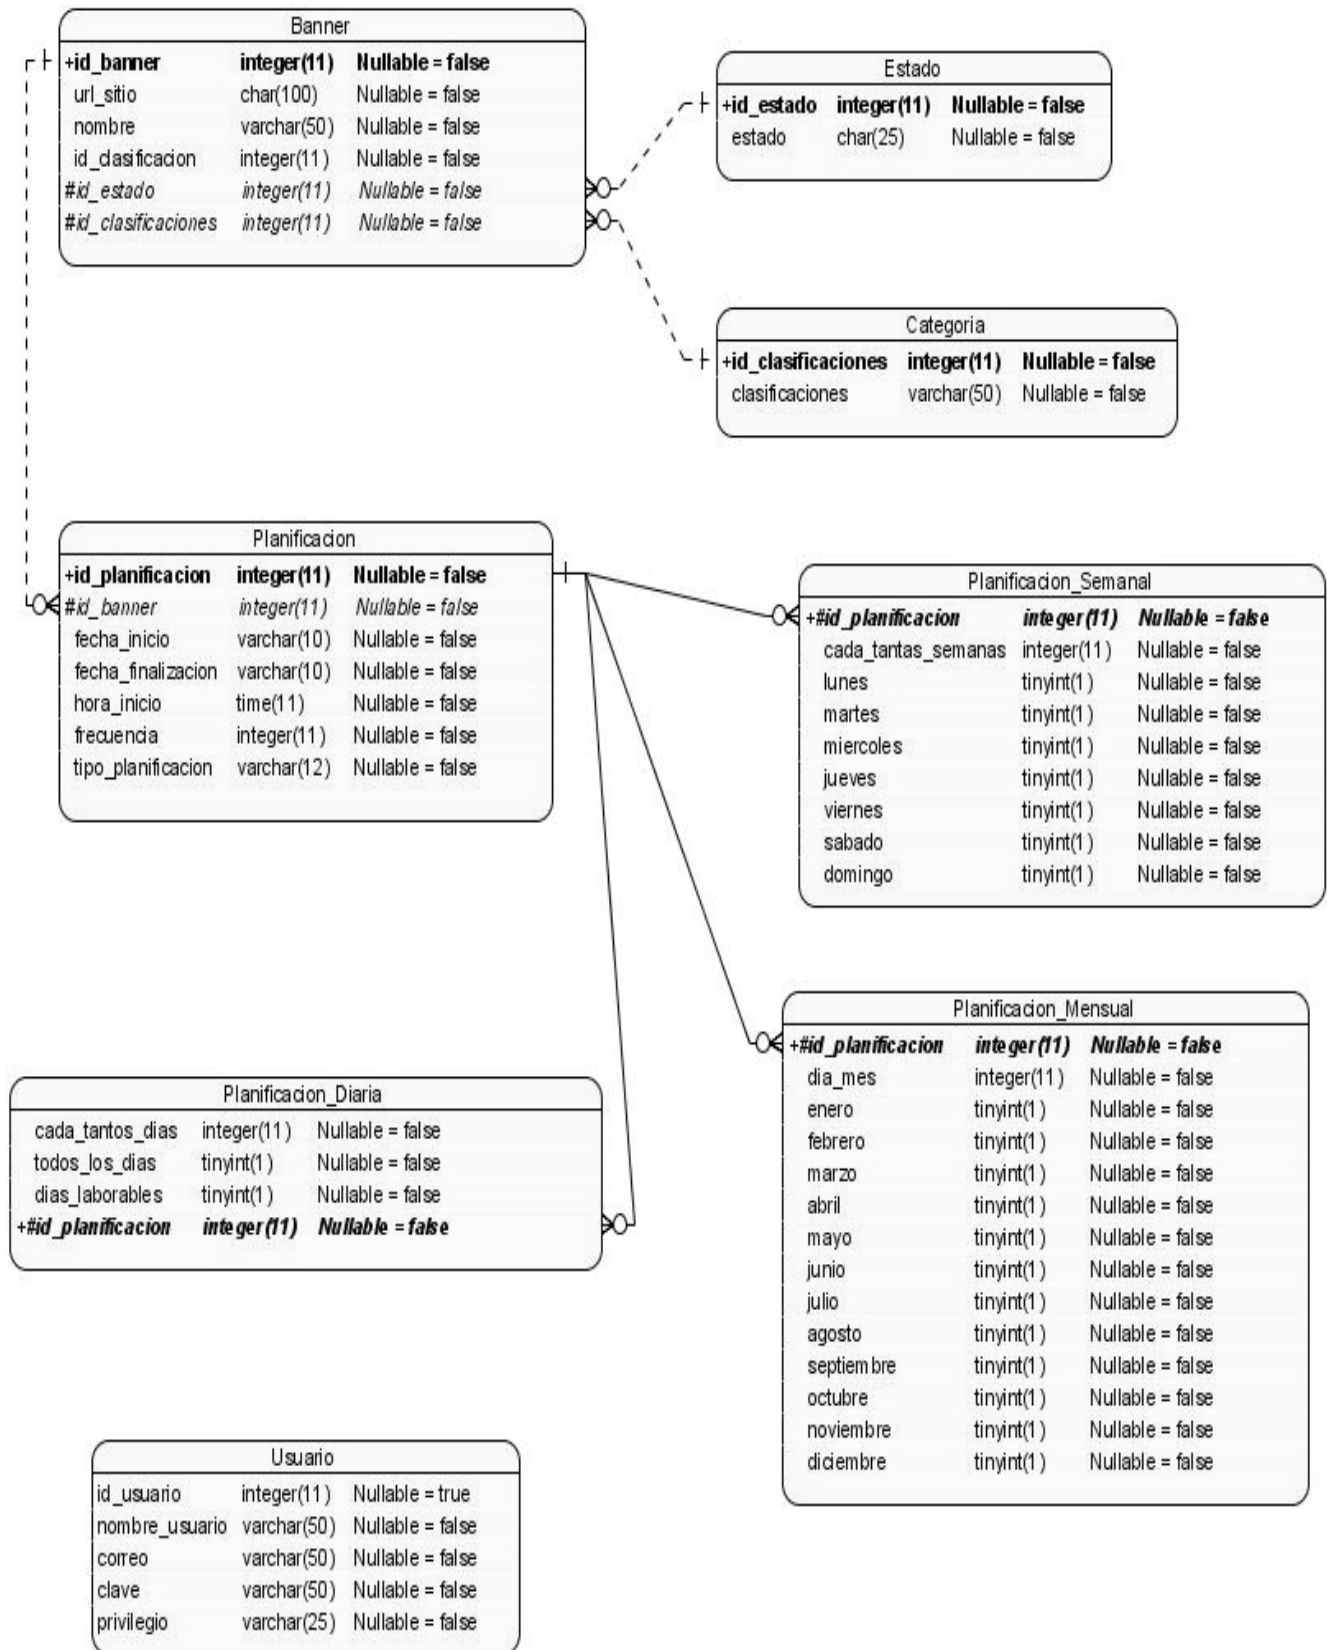 Banner
+id_banner integer(11) Nullable = false
url_sitio char(100) Nullable = false
nombre varchar(50) Nullable = false
id_clasificacion integer(11) Nullable = false
#id_estado integer(11) Nullable = false
#id_clasificaciones integer(11) Nullable = false
Estado
+id_estado integer(11) Nullable = false
estado char(25) Nullable = false
Categoria
+id_clasificaciones integer(11) Nullable = false
clasificaciones varchar(50) Nullable = false
Planificacion
+id_planificacion integer(11) Nullable = false
#id_banner integer(11) Nullable = false
fecha_inicio varchar(10) Nullable = false
fecha_finalizacion varchar(10) Nullable = false
hora_inicio time(11) Nullable = false
frecuencia integer(11) Nullable = false
tipo_planificacion varchar(12) Nullable = false
Planificacion_Semanal
+#id_planificacion integer(11) Nullable = false
cada_tantas_semanas integer(11) Nullable = false
lunes tinyint(1) Nullable = false
martes tinyint(1) Nullable = false
miercoles tinyint(1) Nullable = false
jueves tinyint(1) Nullable = false
viernes tinyint(1) Nullable = false
sabado tinyint(1) Nullable = false
domingo tinyint(1) Nullable = false
Planificacion_Mensual
+#id_planificacion integer(11) Nullable = false
dia_mes integer(11) Nullable = false
enero tinyint(1) Nullable = false
febrero tinyint(1) Nullable = false
marzo tinyint(1) Nullable = false
abril tinyint(1) Nullable = false
mayo tinyint(1) Nullable = false
junio tinyint(1) Nullable = false
julio tinyint(1) Nullable = false
agosto tinyint(1) Nullable = false
septiembre tinyint(1) Nullable = false
octubre tinyint(1) Nullable = false
noviembre tinyint(1) Nullable = false
diciembre tinyint(1) Nullable = false
Planificacion_Diaria
cada_tantos_dias integer(11) Nullable = false
todos_los_dias tinyint(1) Nullable = false
dias_laborables tinyint(1) Nullable = false
+#id_planificacion integer(11) Nullable = false
Usuario
id_usuario integer(11) Nullable = true
nombre_usuario varchar(50) Nullable = false
correo varchar(50) Nullable = false
clave varchar(50) Nullable = false
privilegio varchar(25) Nullable = false